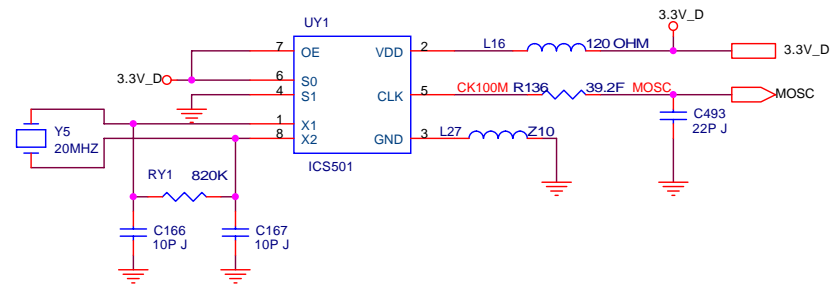 UY1
3.3V_D
7 OE VDD 2 L16 120 OHM 3.3V_D
3.3V_D 6 S0
4 S1 CLK 5 CK100M R136 39.2F MOSC MOSC
1 X1
8 X2 GND 3 L27 Z10
C493
22P J
Y5
20MHZ
ICS501
RY1 820K
C166
10P J
C167
10P J